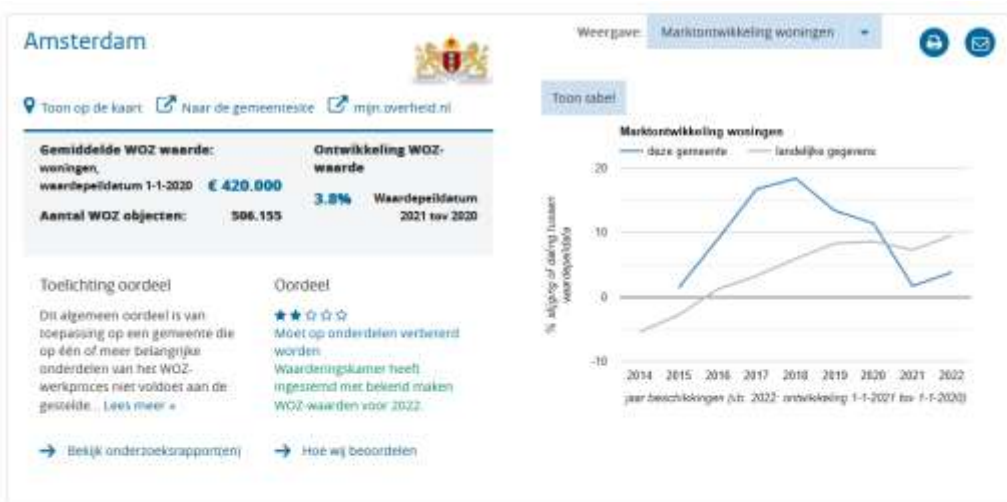 Amsterdam
Toon op de kaart Naar de gemeentesite mijn.overheid.nl
Gemiddelde WOZ waarde:
woningen,
waardepeildatum 1-1-2020 € 420.000
Aantal WOZ objecten: 506.155
Ontwikkeling WOZ-
waarde
3.8% Waardepeildatum
2021 tov 2020
Toelichting oordeel
Dit algemeen oordeel is van
toepassing op een gemeente die
op één of meer belangrijke
onderdelen van het WOZ-
werkproces niet voldoet aan de
gestelde... Lees meer »
Bekijk onderzoeksrapport(en)
Oordeel
Moet op onderdelen verbeterd
worden
Waarderingskamer heeft
ingestemd met bekend maken
WOZ-waarden voor 2022.
Hoe wij beoordelen
Weergave: Marktontwikkeling woningen
Toon tabel
Marktontwikkeling woningen
deze gemeente landelijke gegevens
% stijging of daling tussen
waardepeildata
20
10
0
-10
2014 2015 2016 2017 2018 2019 2020 2021 2022
jaar beschikkingen (vb. 2022: ontwikkeling 1-1-2021 tov 1-1-2020)